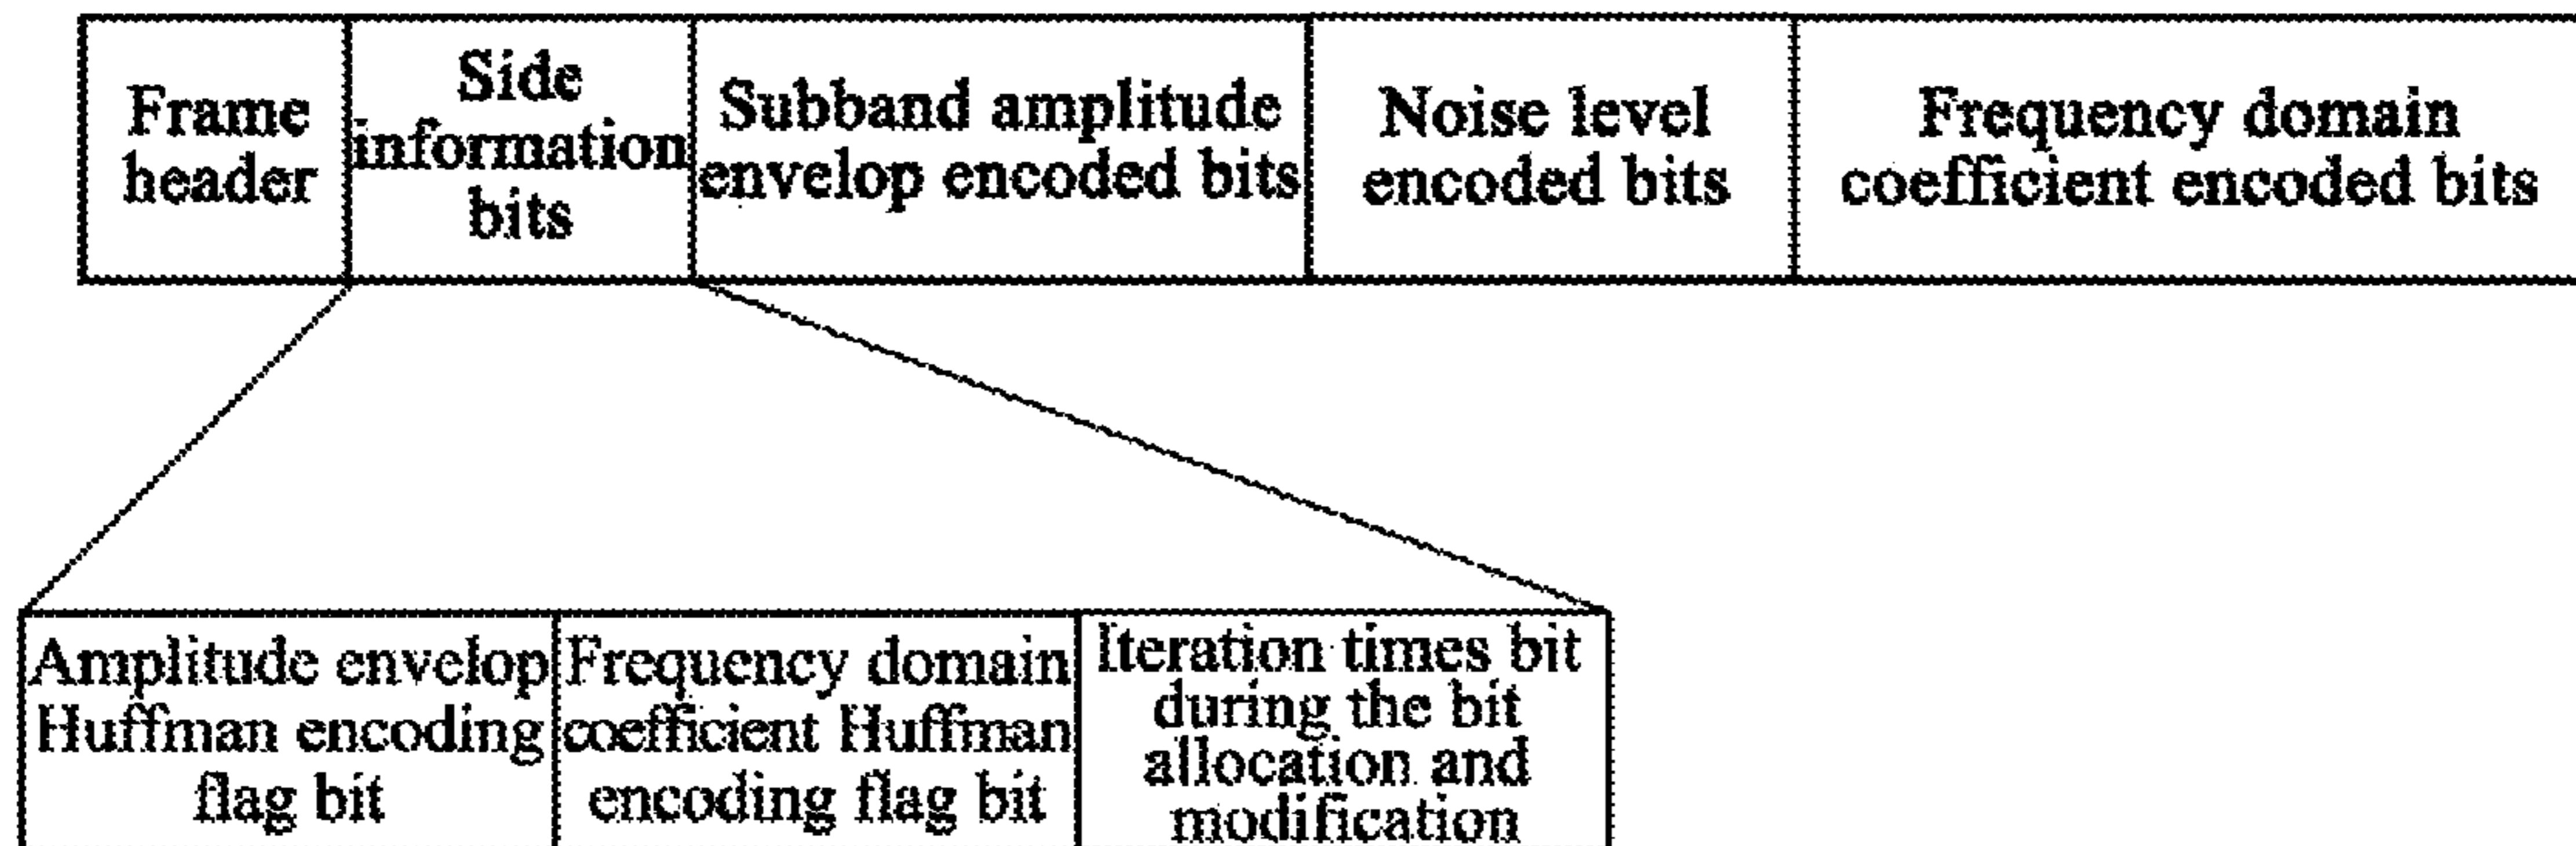 Frame
header
Side
information
bits
Subband amplitude
envelop encoded bits
Noise level
encoded bits
Frequency domain
coefficient encoded bits
Amplitude envelop
Huffman encoding
flag bit
Frequency domain
coefficient Huffman
encoding flag bit
Iteration times bit
during the bit
allocation and
modification